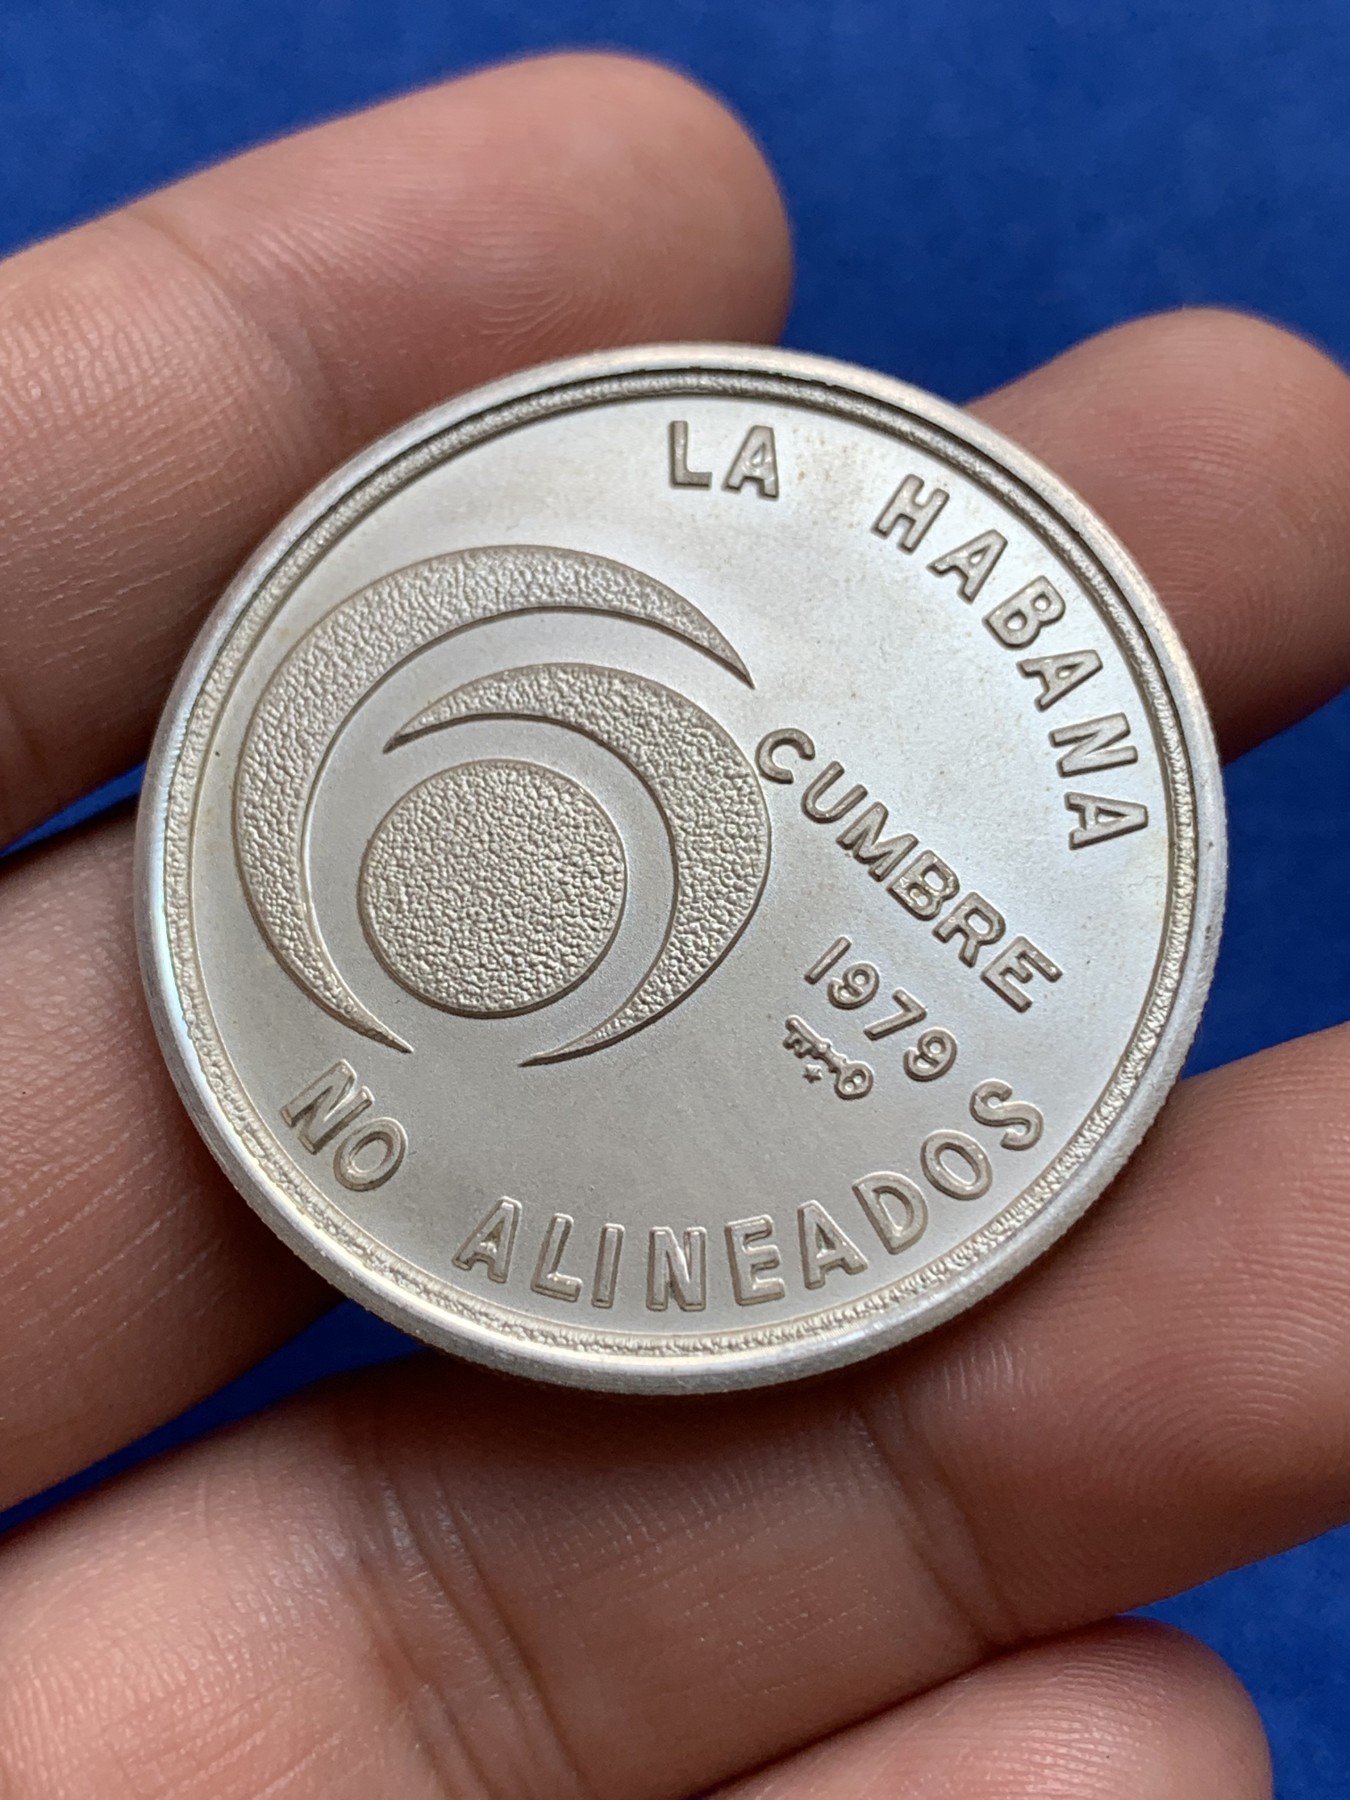 LA HABANA
CUMBRE
1979
NO ALINEADOS